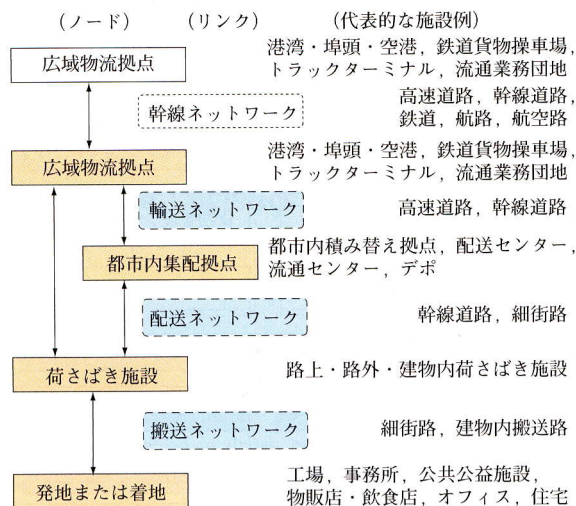 （ノード）　（リンク）　（代表的な施設例）
広域物流拠点
港湾・埠頭・空港，鉄道貨物操車場，
トラックターミナル，流通業務団地
幹線ネットワーク
高速道路，幹線道路，
鉄道，航路，航空路
広域物流拠点
港湾・埠頭・空港，鉄道貨物操車場，
トラックターミナル，流通業務団地
輸送ネットワーク
高速道路，幹線道路
都市内集配拠点
都市内積み替え拠点，配送センター，
流通センター，デポ
配送ネットワーク
幹線道路，細街路
荷さばき施設
路上・路外・建物内荷さばき施設
搬送ネットワーク
細街路，建物内搬送路
発地または着地
工場，事務所，公共公益施設，
物販店・飲食店，オフィス，住宅